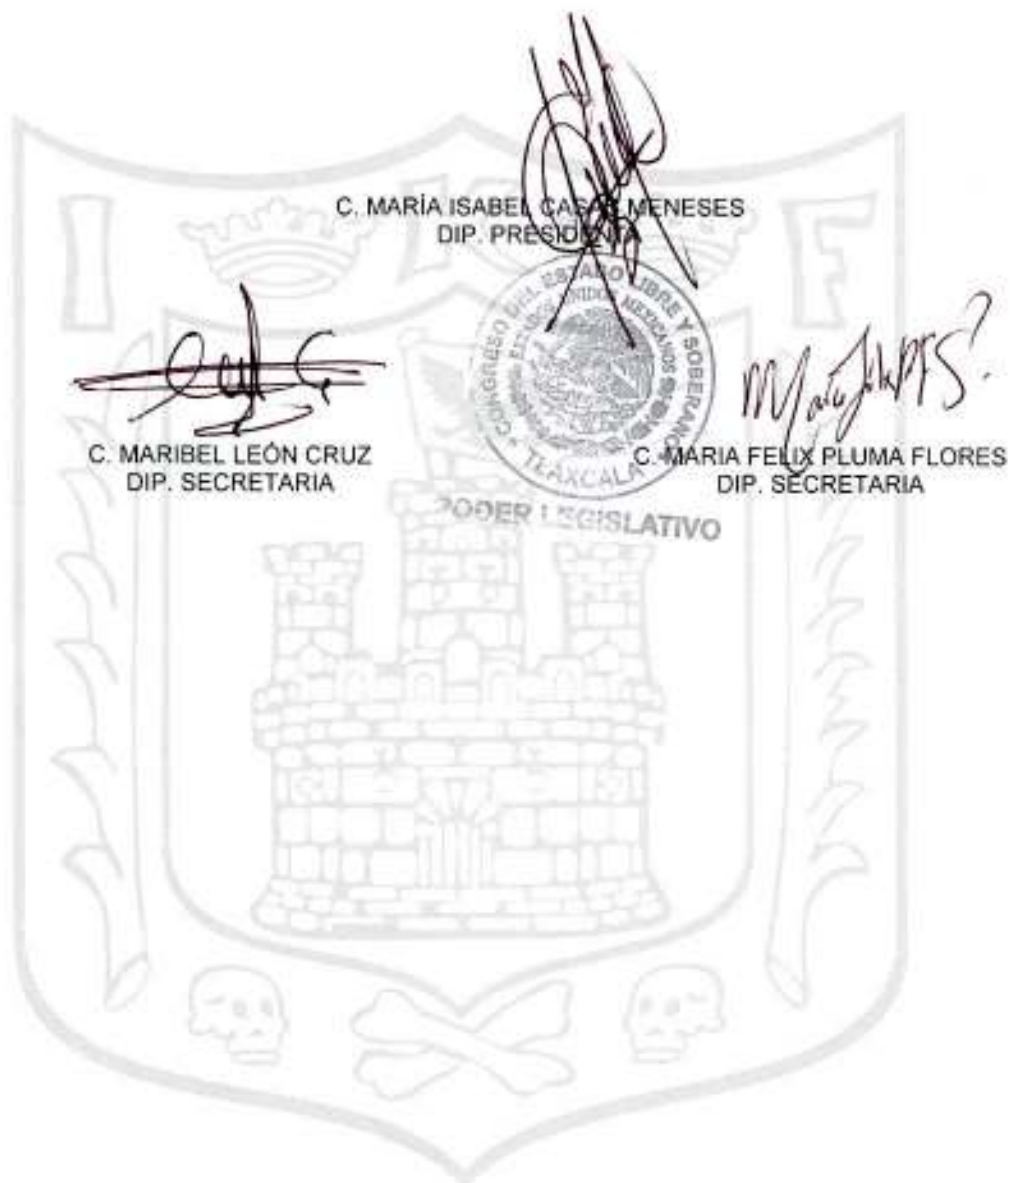 C. MARÍA ISABEL CASAS MENESES
DIP. PRESIDENTA
C. MARIBEL LEÓN CRUZ
DIP. SECRETARIA
C. MARIA FELIX PLUMA FLORES
DIP. SECRETARIA
CONGRESO DEL ESTADO LIBRE Y SOBERANO
ESTADOS UNIDOS MEXICANOS
TLAXCALA
PODER LEGISLATIVO
I F